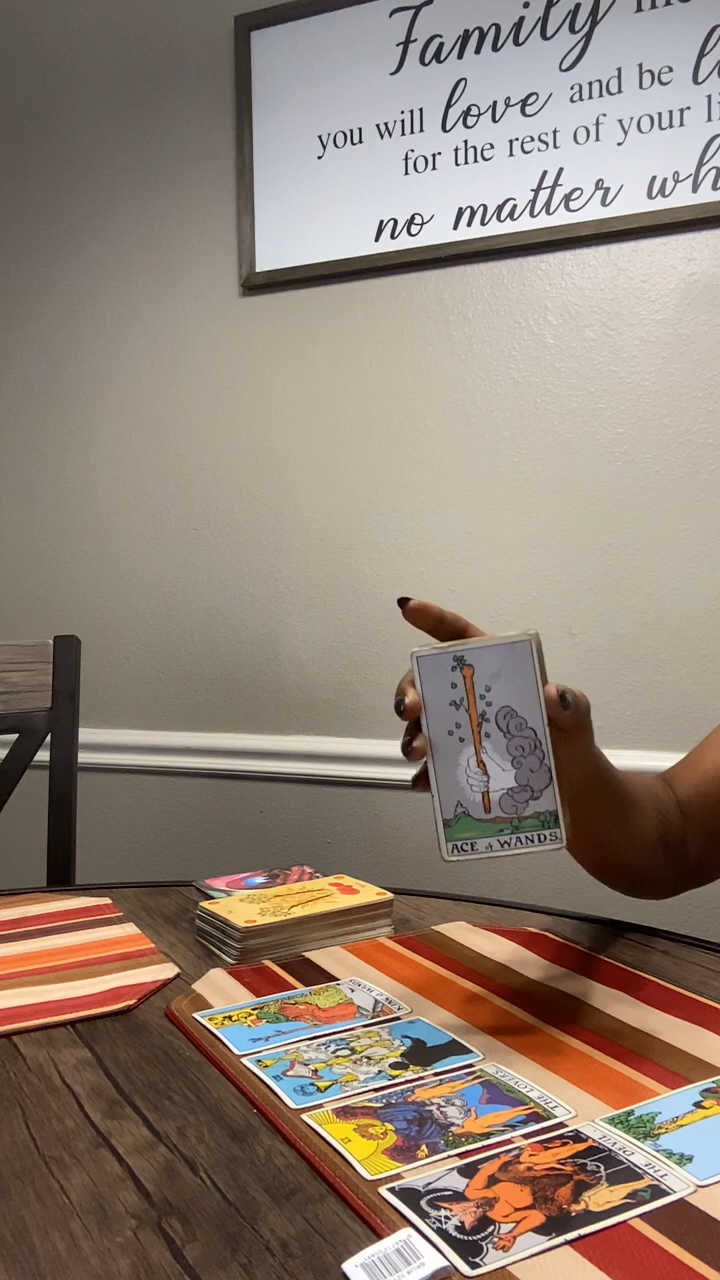 Family
you will love and be
for the rest of your
no matter
ACE of WANDS.
THE LOVERS.
THE DEVIL.